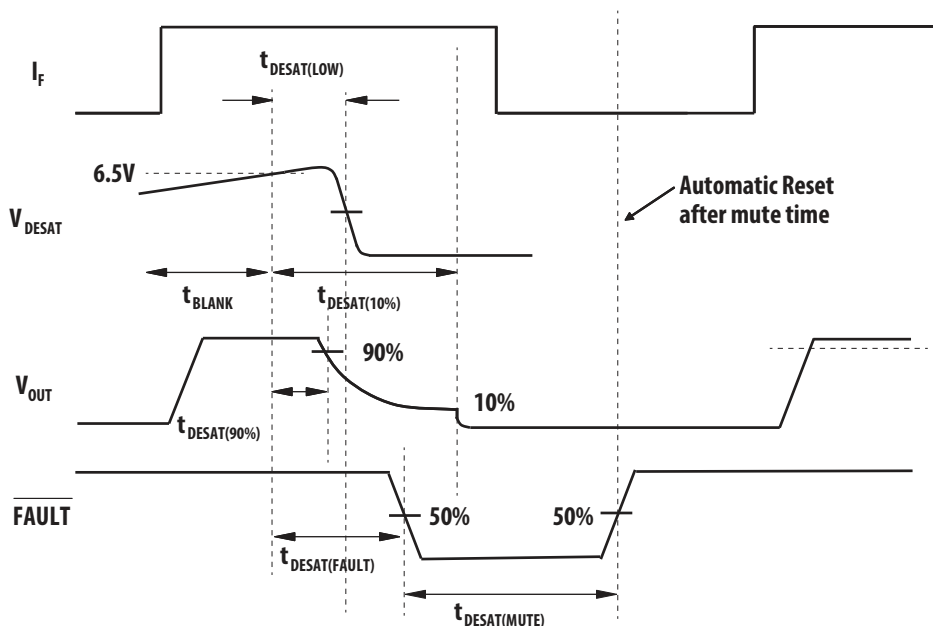 I_F
t_DESAT(LOW)
6.5V
V_DESAT
Automatic Reset
after mute time
t_BLANK
t_DESAT(10%)
90%
V_OUT
10%
t_DESAT(90%)
FAULT
50%
50%
t_DESAT(FAULT)
t_DESAT(MUTE)